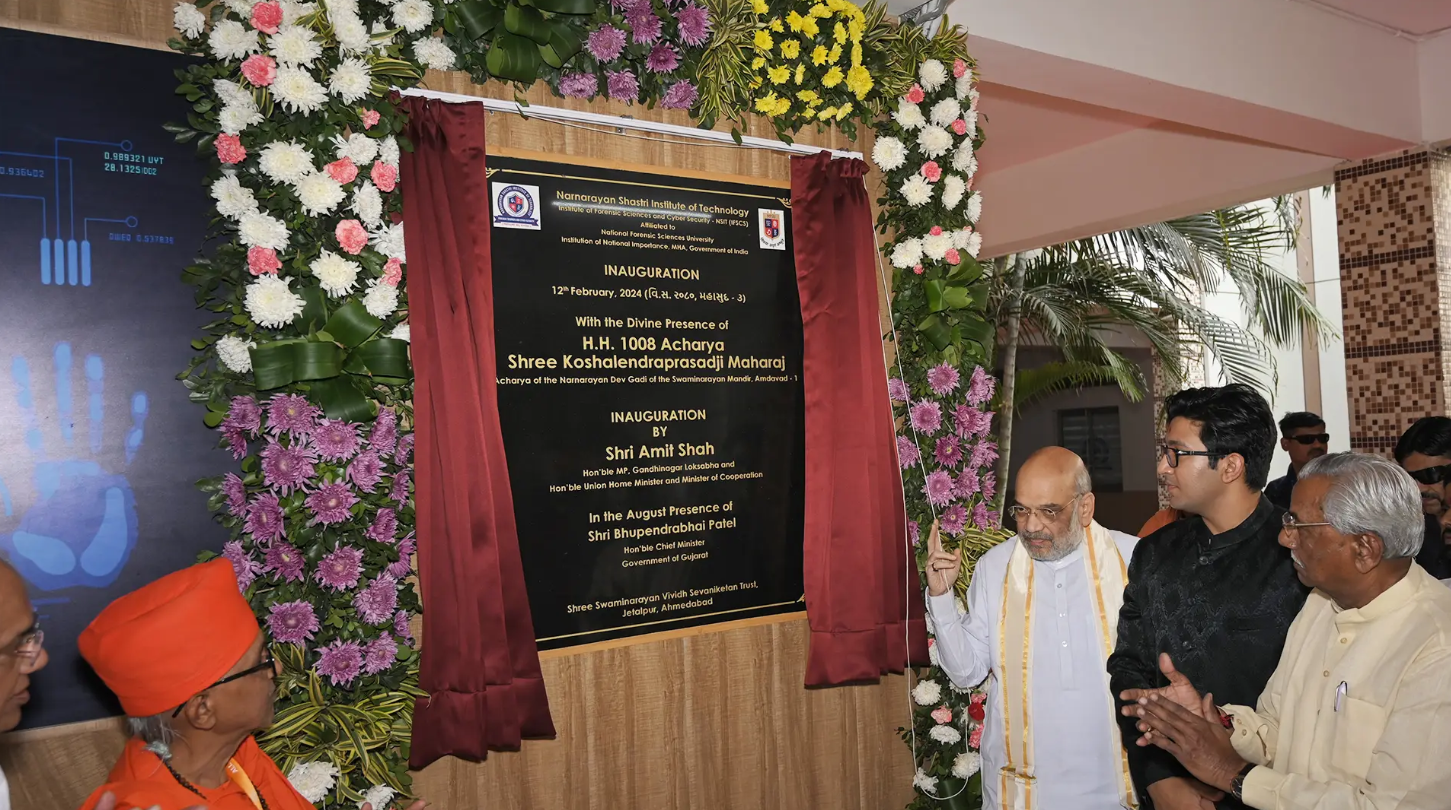 0.989321 UYT
28.1325:002
0.936402
Narnarayan Shastri Institute of Technology
Institute of Forensic Sciences and Cyber Security - NSIT (IFSCS)
Affiliated to
National Forensic Sciences University
Institution of National Importance, MHA, Government of India
INAUGURATION
12th February, 2024 (વિ.સ. ૨૦૮૦, મહાસુદ - ૩)
With the Divine Presence of
H.H. 1008 Acharya
Shree Koshalendraprasadji Maharaj
Acharya of the Narnarayan Dev Gadi of the Swaminarayan Mandir, Amdavad - 1
INAUGURATION
BY
Shri Amit Shah
Hon'ble MP, Gandhinagar Loksabha and
Hon'ble Union Home Minister and Minister of Cooperation
In the August Presence of
Shri Bhupendrabhai Patel
Hon'ble Chief Minister
Government of Gujarat
Shree Swaminarayan Vividh Sevaniketan Trust,
Jetalpur, Ahmedabad